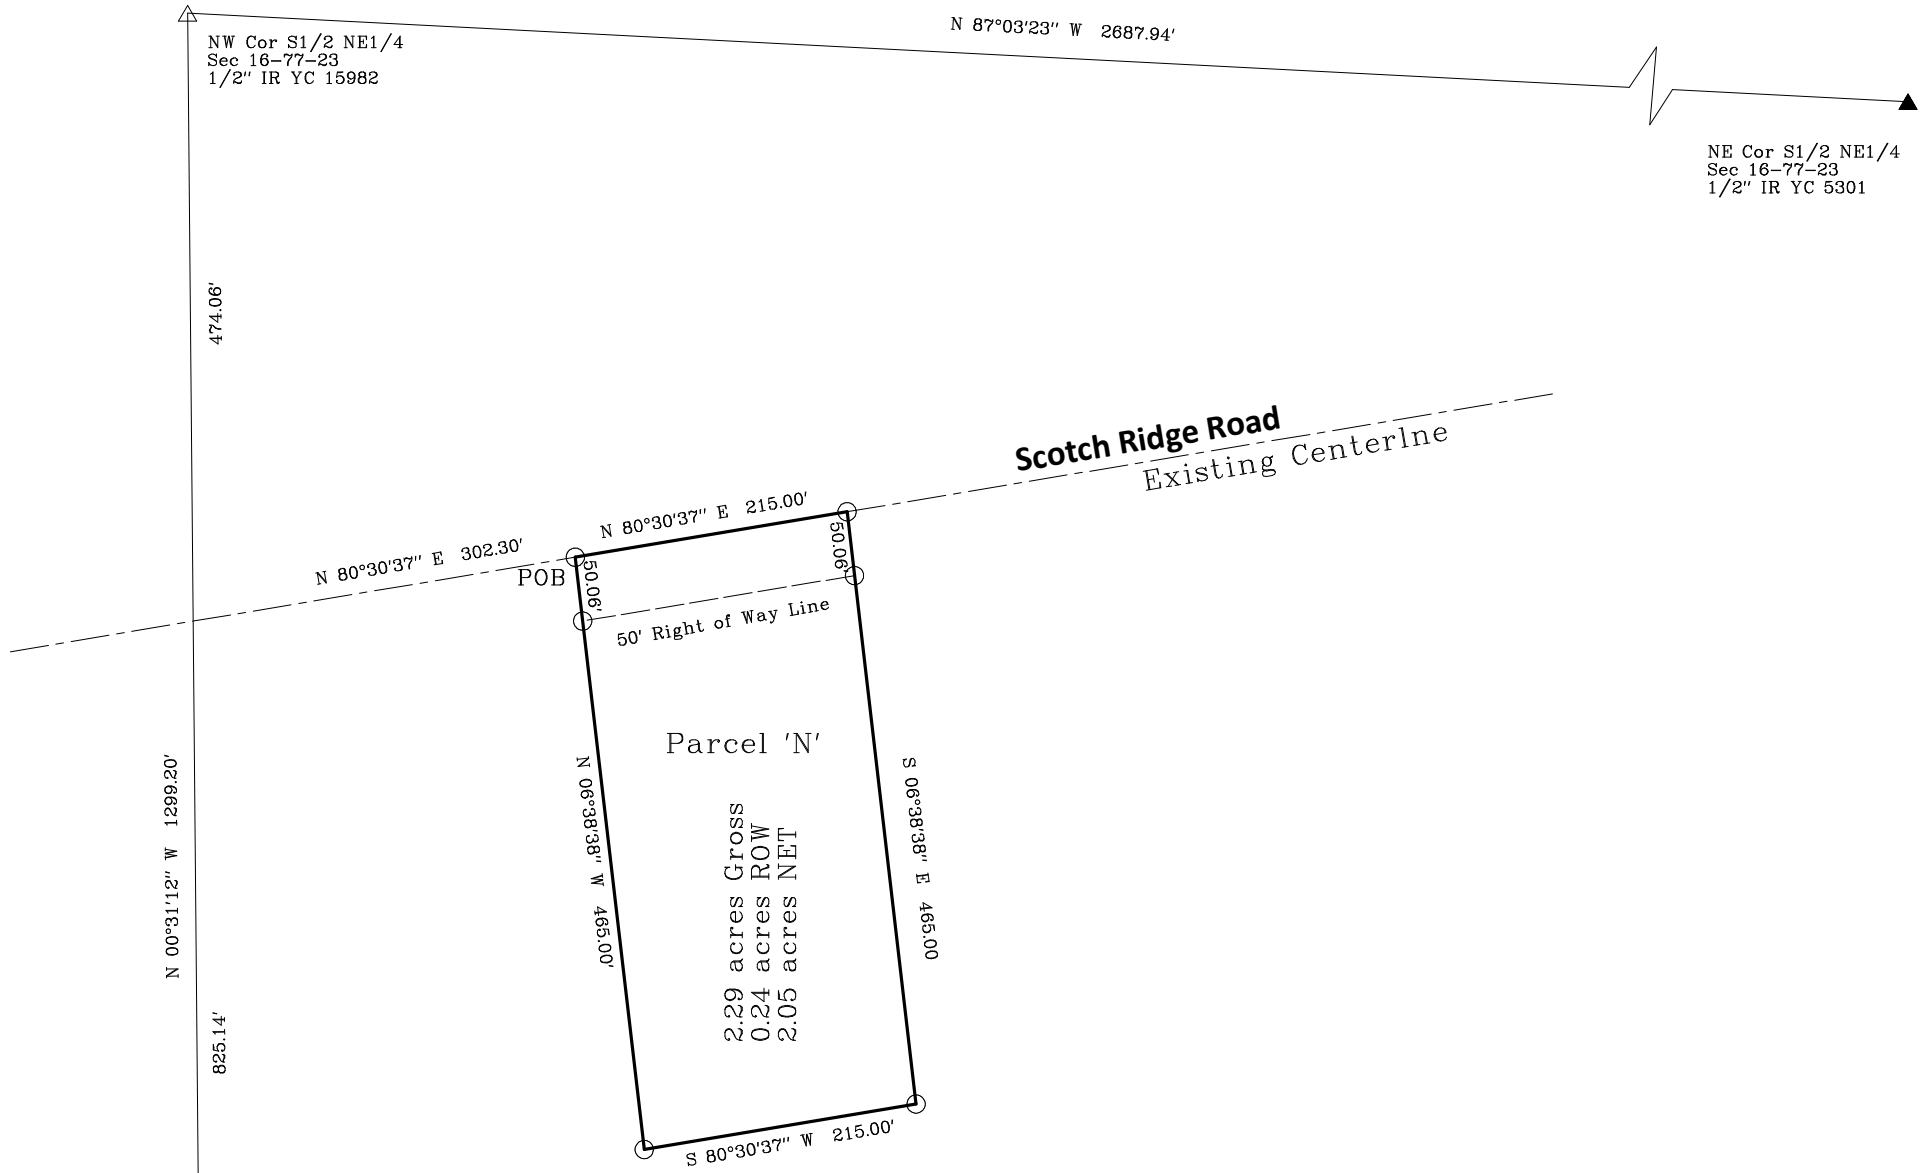 N 87°03'23" W 2687.94'
NW Cor S1/2 NE1/4
Sec 16-77-23
1/2" IR YC 15982
NE Cor S1/2 NE1/4
Sec 16-77-23
1/2" IR YC 5301
474.06'
Scotch Ridge Road
Existing Centerlne
N 80°30'37" E 215.00'
N 80°30'37" E 302.30'
POB
50.06'
50.06'
50' Right of Way Line
Parcel 'N'
N 06°38'38" W 465.00'
S 06°38'38" E 465.00
2.29 acres Gross
0.24 acres ROW
2.05 acres NET
N 00°31'12" W 1299.20'
825.14'
S 80°30'37" W 215.00'